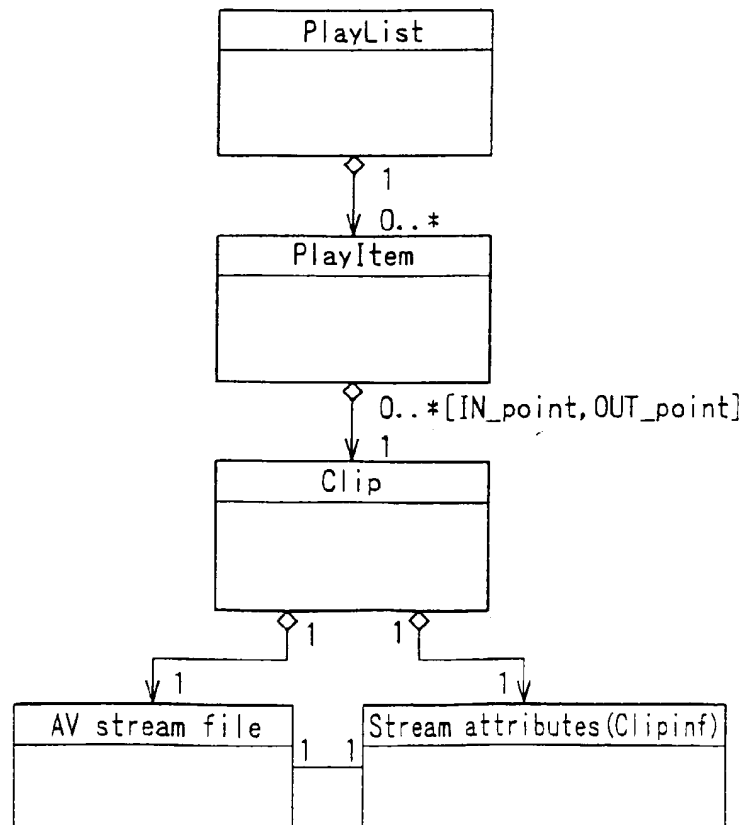 PlayList
1
0..*
PlayItem
0..*[IN_point,OUT_point]
1
Clip
1 1
1 1
AV stream file Stream attributes(Clipinf)
1 1